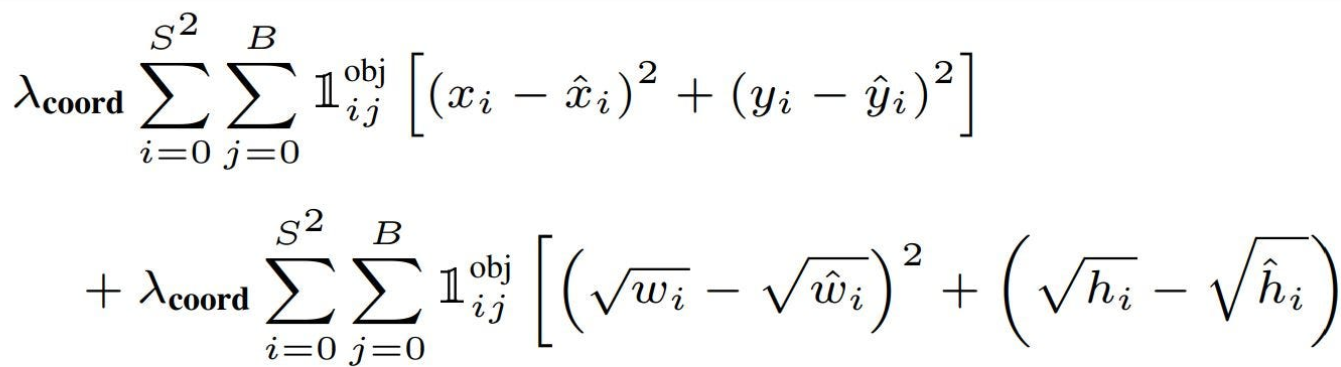 λ_coord ∑_{i=0}^{S^2} ∑_{j=0}^{B} 𝟙_{ij}^{obj} [(x_i − x̂_i)^2 + (y_i − ŷ_i)^2]
+ λ_coord ∑_{i=0}^{S^2} ∑_{j=0}^{B} 𝟙_{ij}^{obj} [(√w_i − √ŵ_i)^2 + (√h_i − √ĥ_i)